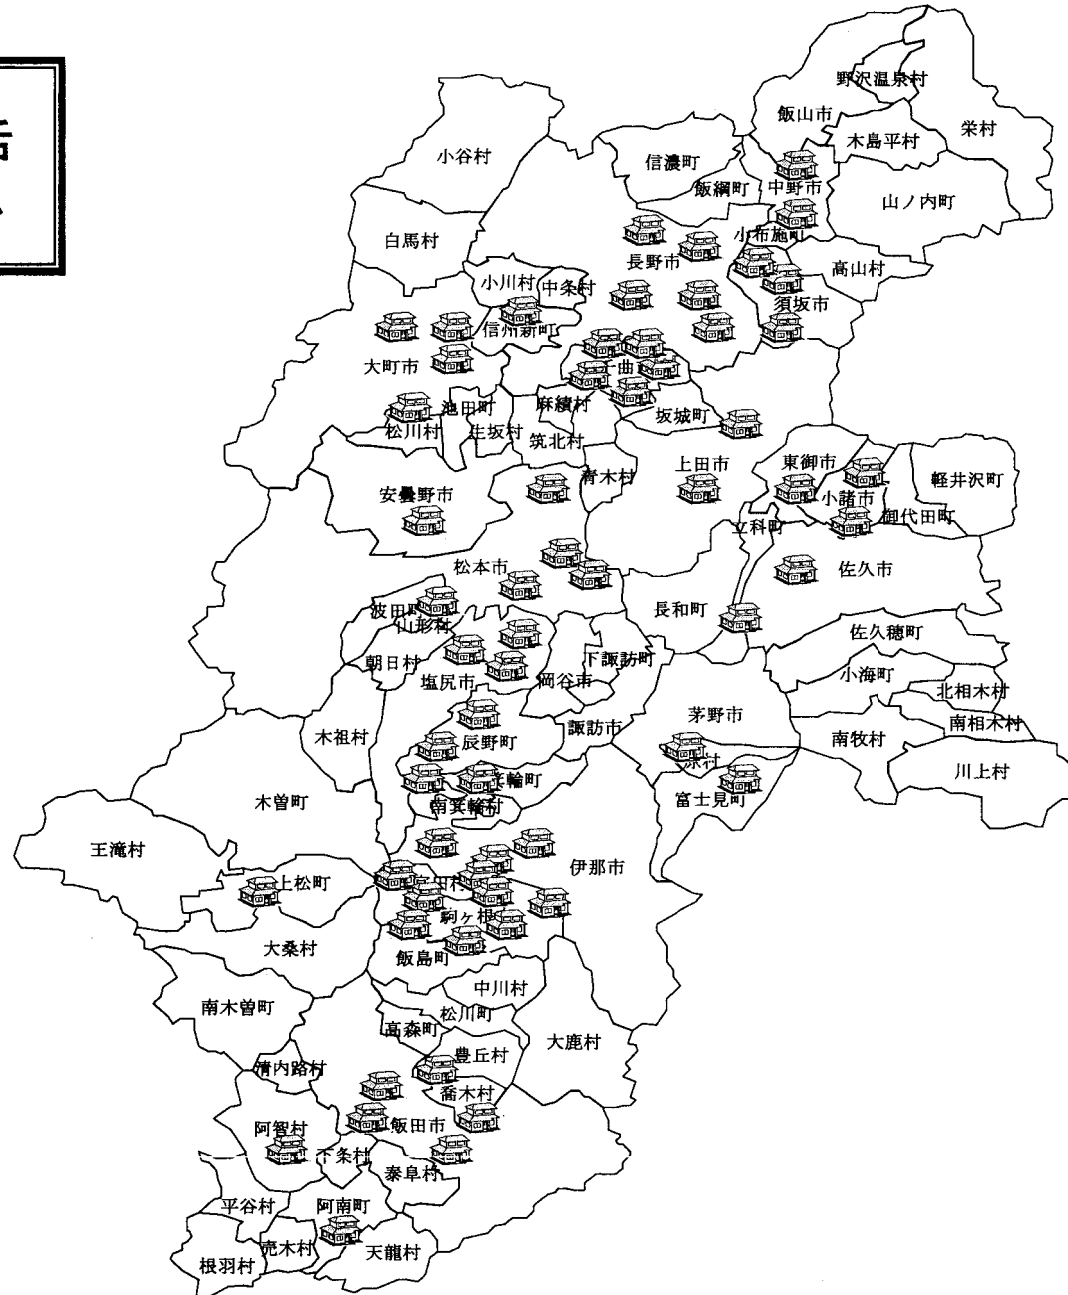 野沢温泉村
飯山市
栄村
木島平村
小谷村
信濃町
飯綱町
中野市
山ノ内町
白馬村
小布施町
長野市
高山村
小川村
中条村
須坂市
信州新町
大町市
千曲
池田町
麻績村
坂城町
松川村
生坂村
筑北村
青木村
上田市
東御市
軽井沢町
安曇野市
小諸市
御代田町
立科町
松本市
佐久市
波田町
山形村
長和町
佐久穂町
朝日村
下諏訪町
小海町
塩尻市
岡谷市
北相木村
茅野市
木祖村
辰野町
諏訪市
南牧村
南相木村
原村
川上村
箕輪町
木曽町
南箕輪村
富士見町
王滝村
伊那市
上松町
宮田村
駒ヶ根
大桑村
飯島町
中川村
南木曽町
松川町
高森町
大鹿村
豊丘村
清内路村
喬木村
阿智村
飯田市
下条村
泰阜村
平谷村
阿南町
売木村
天龍村
根羽村